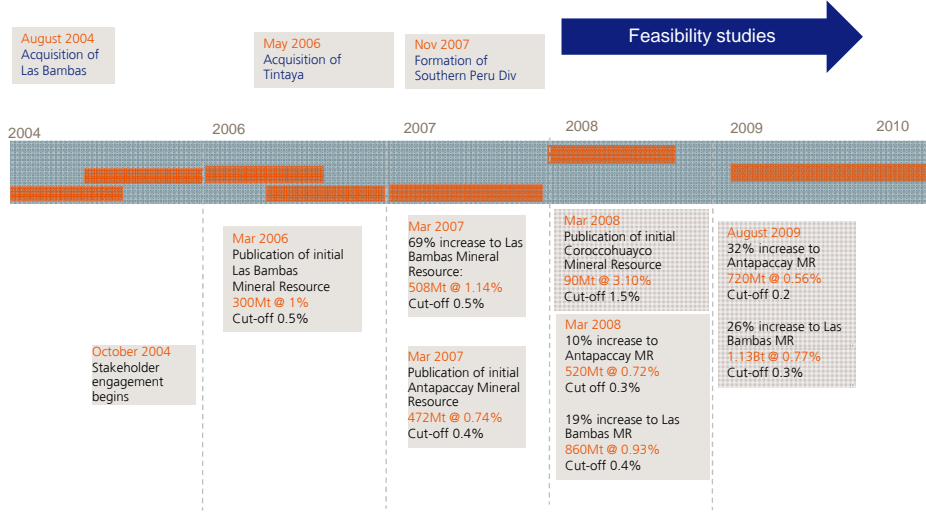 August 2004
Acquisition of
Las Bambas
May 2006
Acquisition of
Tintaya
Nov 2007
Formation of
Southern Peru Div
Feasibility studies
2004
2006
2007
2008
2009
2010
October 2004
Stakeholder
engagement
begins
Mar 2006
Publication of initial
Las Bambas
Mineral Resource
300Mt @ 1%
Cut-off 0.5%
Mar 2007
69% increase to Las
Bambas Mineral
Resource:
508Mt @ 1.14%
Cut-off 0.5%
Mar 2007
Publication of initial
Antapaccay Mineral
Resource
472Mt @ 0.74%
Cut-off 0.4%
Mar 2008
Publication of initial
Coroccohuayco
Mineral Resource
90Mt @ 3.10%
Cut-off 1.5%
Mar 2008
10% increase to
Antapaccay MR
520Mt @ 0.72%
Cut off 0.3%
19% increase to Las
Bambas MR
860Mt @ 0.93%
Cut-off 0.4%
August 2009
32% increase to
Antapaccay MR
720Mt @ 0.56%
Cut-off 0.2
26% increase to Las
Bambas MR
1.13Bt @ 0.77%
Cut-off 0.3%